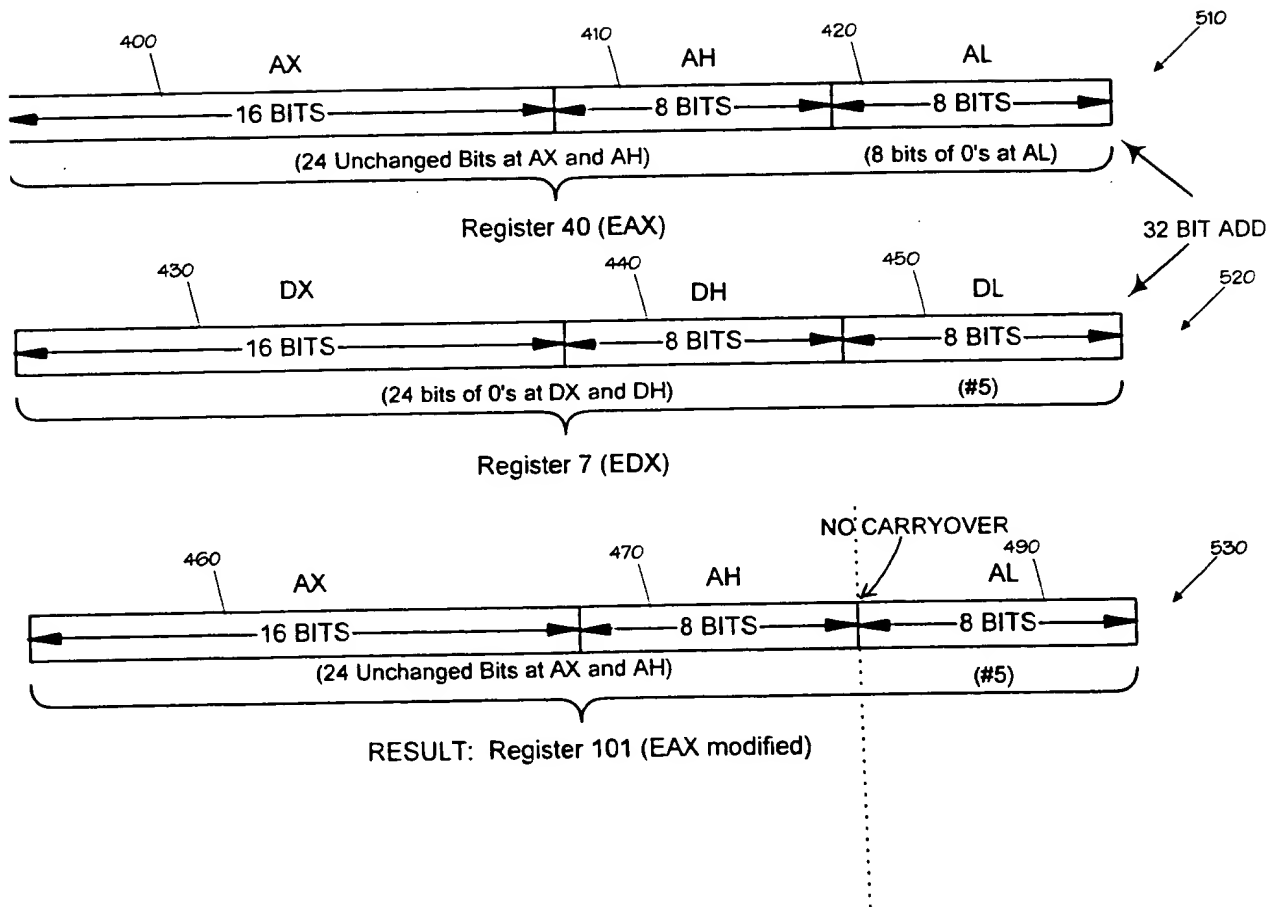 400 410 420 510
AX AH AL
16 BITS 8 BITS 8 BITS
(24 Unchanged Bits at AX and AH) (8 bits of 0's at AL)
Register 40 (EAX)
32 BIT ADD
430 440 450 520
DX DH DL
16 BITS 8 BITS 8 BITS
(24 bits of 0's at DX and DH) (#5)
Register 7 (EDX)
NO CARRYOVER
460 470 490 530
AX AH AL
16 BITS 8 BITS 8 BITS
(24 Unchanged Bits at AX and AH) (#5)
RESULT: Register 101 (EAX modified)